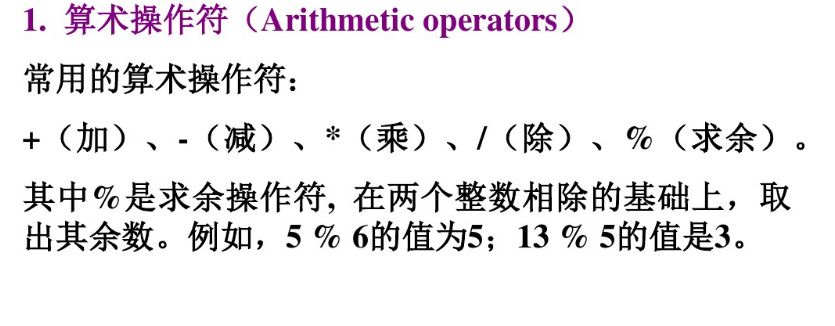 1. 算术操作符（Arithmetic operators）
常用的算术操作符：
+（加）、-（减）、*（乘）、/（除）、%（求余）。
其中%是求余操作符, 在两个整数相除的基础上，取
出其余数。例如，5 % 6的值为5；13 % 5的值是3。